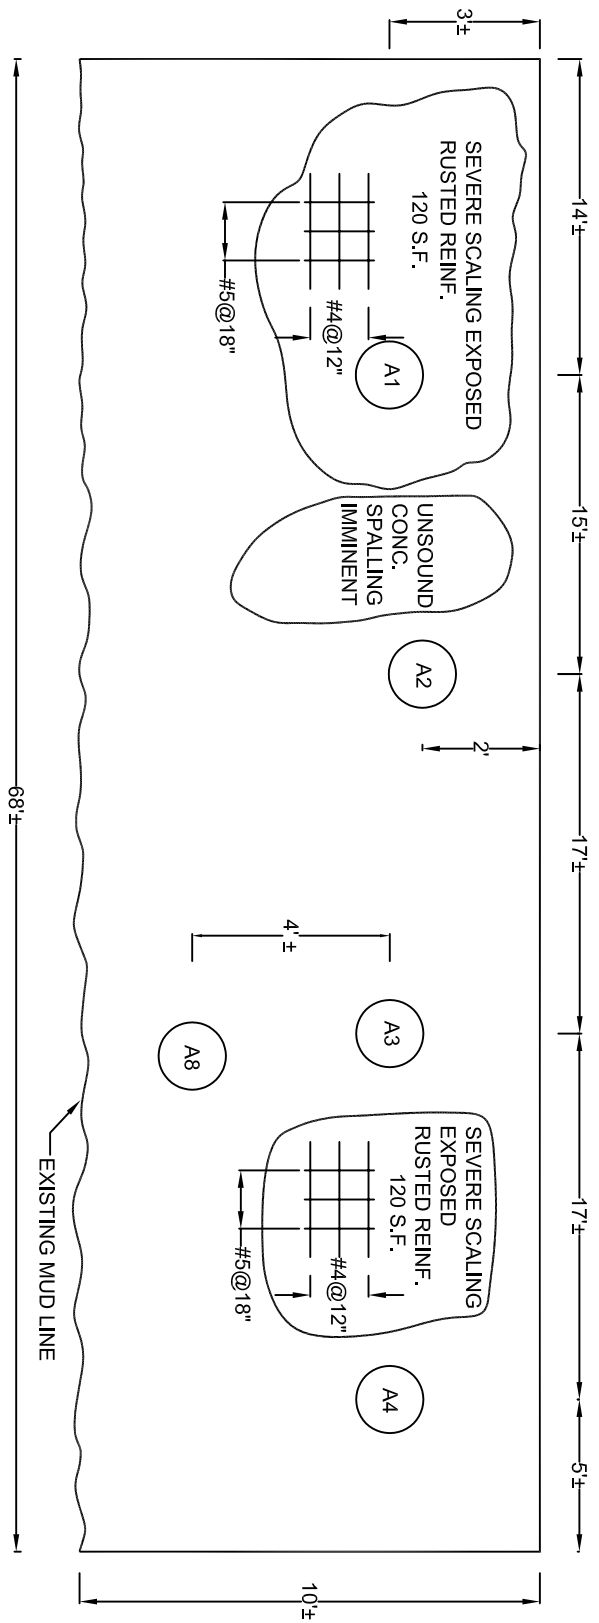 14'±
15'±
17'±
17'±
5'±
3'±
SEVERE SCALING EXPOSED
RUSTED REINF.
120 S.F.
#4@12"
#5@18"
A1
UNSOUND
CONC.
SPALLING
IMMINENT
A2
2'
4'±
A3
A8
SEVERE SCALING
EXPOSED
RUSTED REINF.
120 S.F.
#4@12"
#5@18"
A4
10'±
EXISTING MUD LINE
68'±